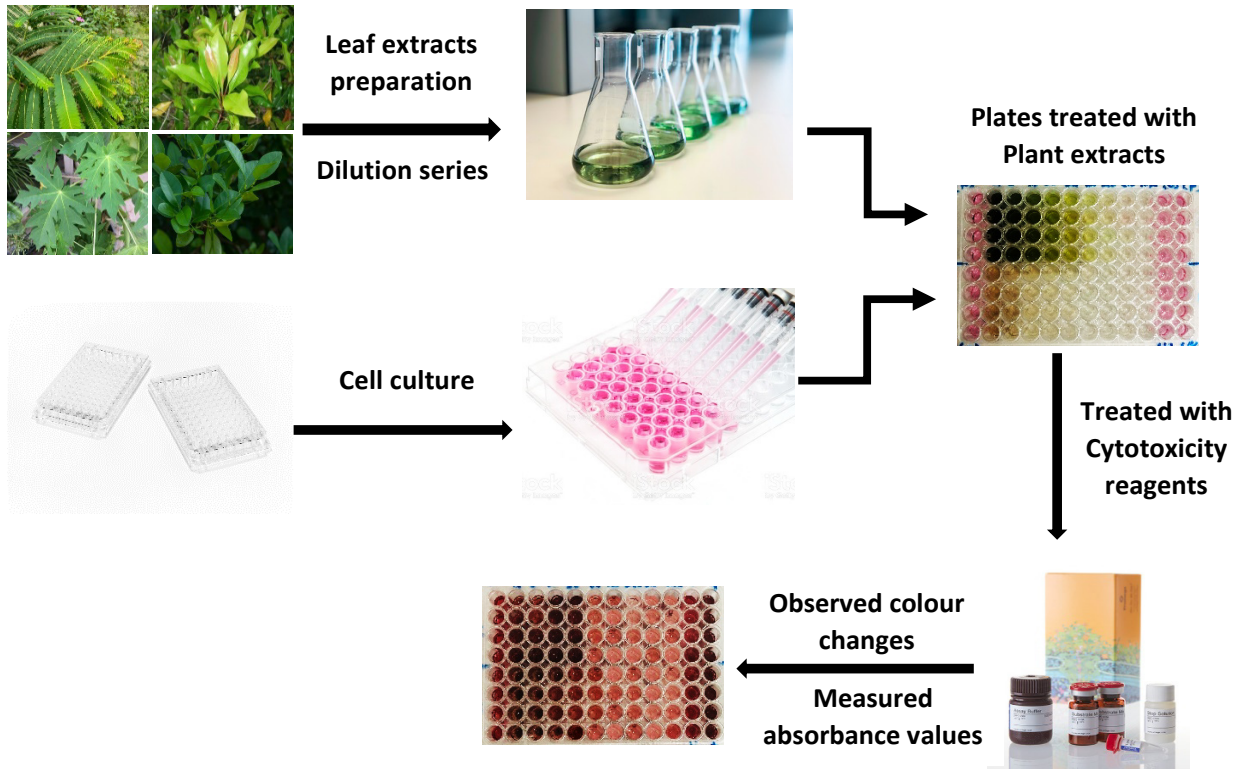 Leaf extracts
preparation
Dilution series
Plates treated with
Plant extracts
Cell culture
Treated with
Cytotoxicity
reagents
Observed colour
changes
Measured
absorbance values